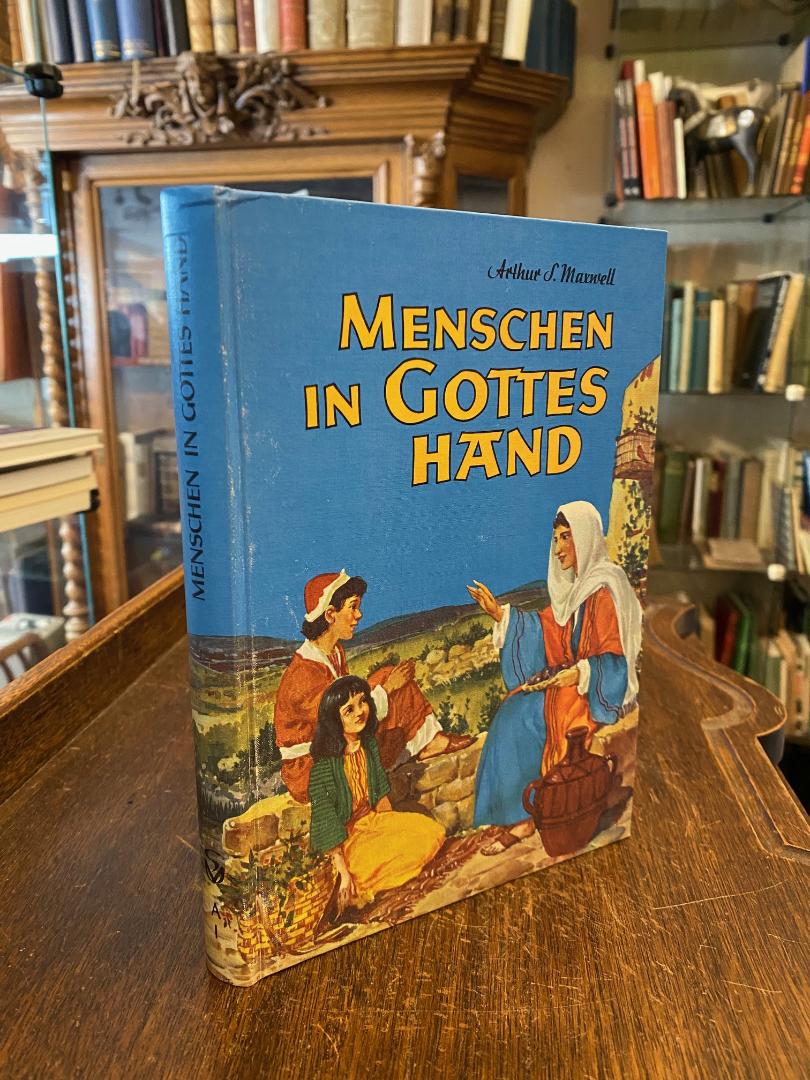 Arthur S. Maxwell
MENSCHEN
IN GOTTES
HAND
MENSCHEN IN GOTTES HAND